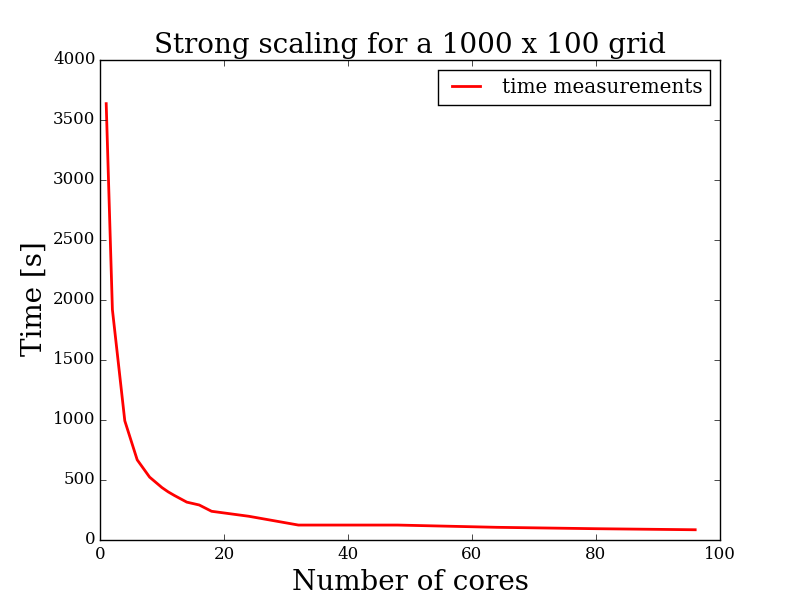 Strong scaling for a 1000 x 100 grid
time measurements
Time [s]
4000
3500
3000
2500
2000
1500
1000
500
0
0 20 40 60 80 100
Number of cores